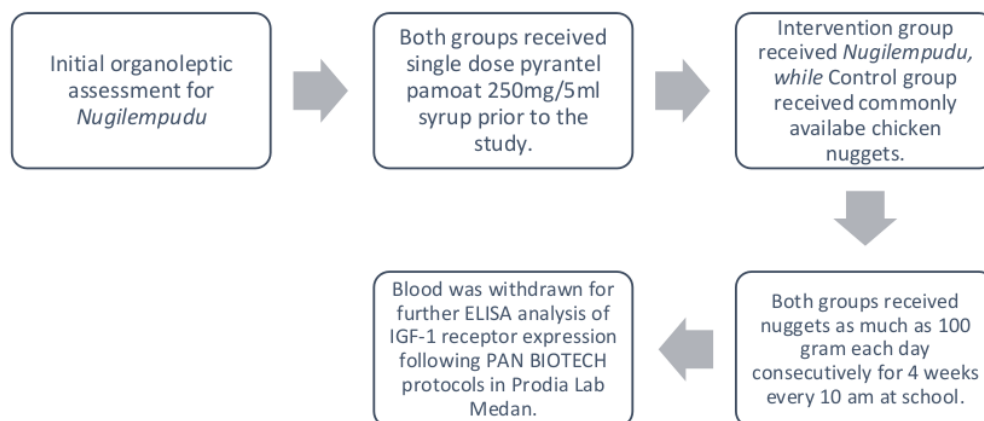 Initial organoleptic
assessment for
Nugilempudu
Both groups received
single dose pyrantel
pamoat 250mg/5ml
syrup prior to the
study.
Intervention group
received Nugilempudu,
while Control group
received commonly
availabe chicken
nuggets.
Both groups received
nuggets as much as 100
gram each day
consecutively for 4 weeks
every 10 am at school.
Blood was withdrawn for
further ELISA analysis of
IGF-1 receptor expression
following PAN BIOTECH
protocols in Prodia Lab
Medan.